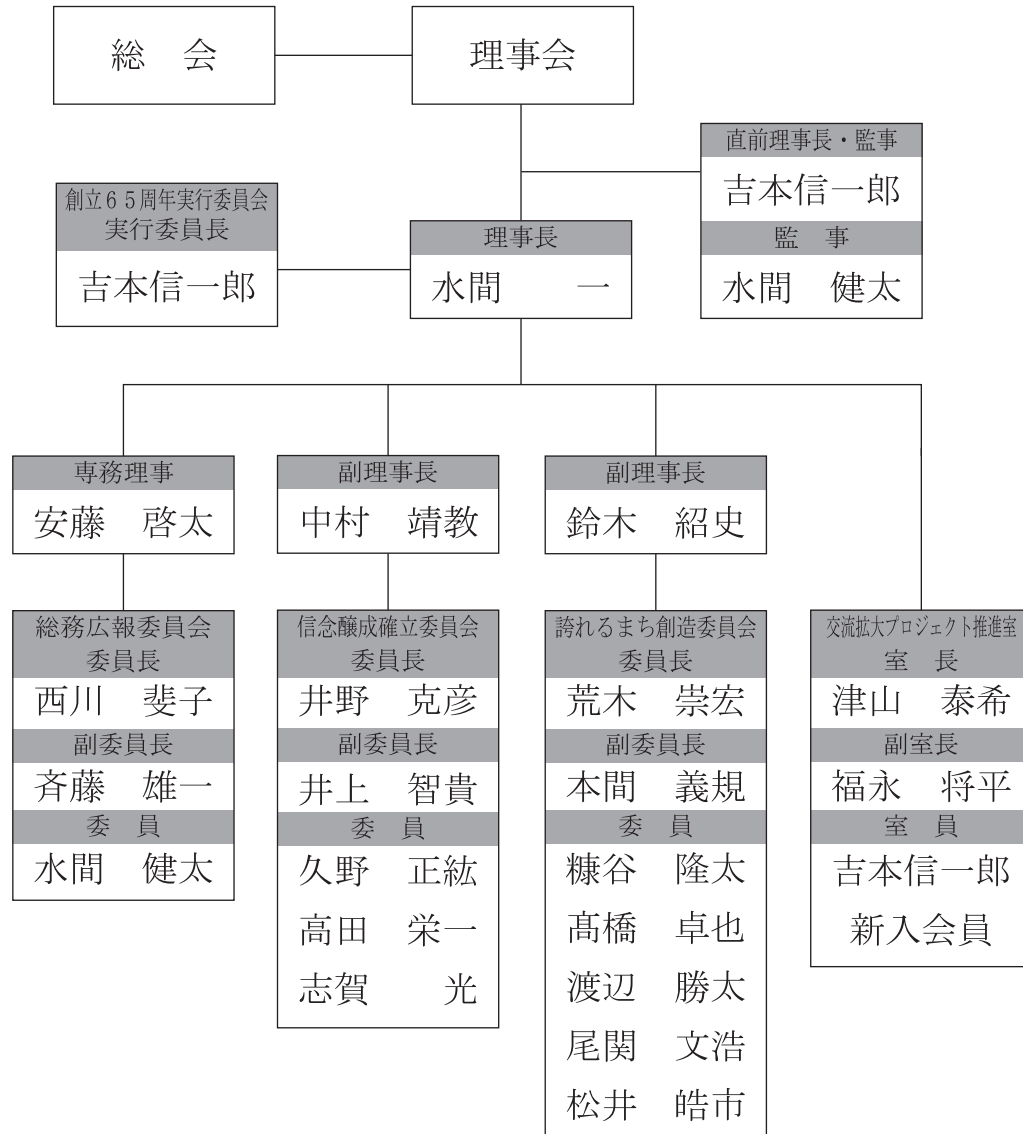 総　会
理事会
直前理事長・監事
吉本信一郎
監　事
水間　健太
創立６５周年実行委員会
実行委員長
吉本信一郎
理事長
水間　　一
専務理事
安藤　啓太
総務広報委員会
委員長
西川　斐子
副委員長
斉藤　雄一
委　員
水間　健太
副理事長
中村　靖教
信念醸成確立委員会
委員長
井野　克彦
副委員長
井上　智貴
委　員
久野　正紘
高田　栄一
志賀　　光
副理事長
鈴木　紹史
誇れるまち創造委員会
委員長
荒木　崇宏
副委員長
本間　義規
委　員
糠谷　隆太
髙橋　卓也
渡辺　勝太
尾関　文浩
松井　皓市
交流拡大プロジェクト推進室
室　長
津山　泰希
副室長
福永　将平
室　員
吉本信一郎
新入会員